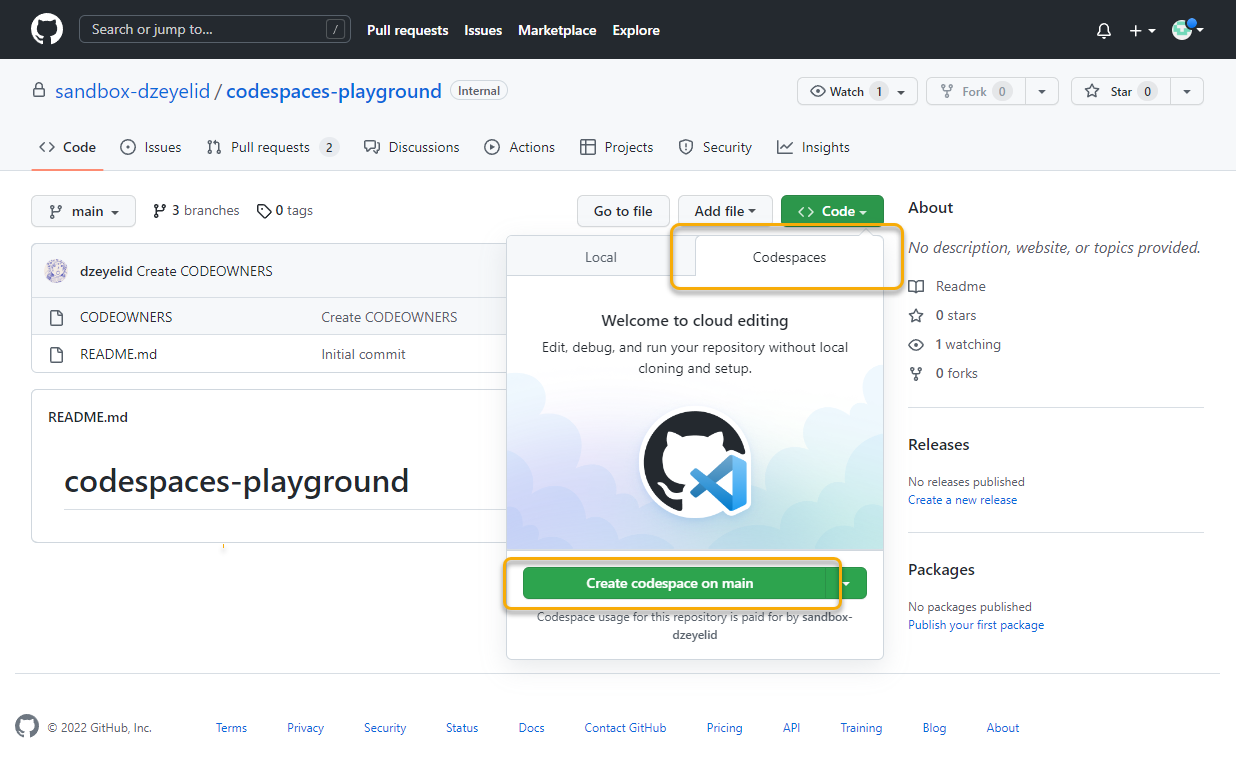 Search or jump to... /
Pull requests Issues Marketplace Explore
sandbox-dzeyelid / codespaces-playground Internal
Watch 1 Fork 0 Star 0
Code Issues Pull requests 2 Discussions Actions Projects Security Insights
main 3 branches 0 tags
Go to file Add file Code
Local Codespaces
Welcome to cloud editing
Edit, debug, and run your repository without local
cloning and setup.
Create codespace on main
Codespace usage for this repository is paid for by sandbox-
dzeyelid
dzeyelid Create CODEOWNERS
CODEOWNERS Create CODEOWNERS
README.md Initial commit
README.md
codespaces-playground
About
No description, website, or topics provided.
Readme
0 stars
1 watching
0 forks
Releases
No releases published
Create a new release
Packages
No packages published
Publish your first package
© 2022 GitHub, Inc. Terms Privacy Security Status Docs Contact GitHub Pricing API Training Blog About